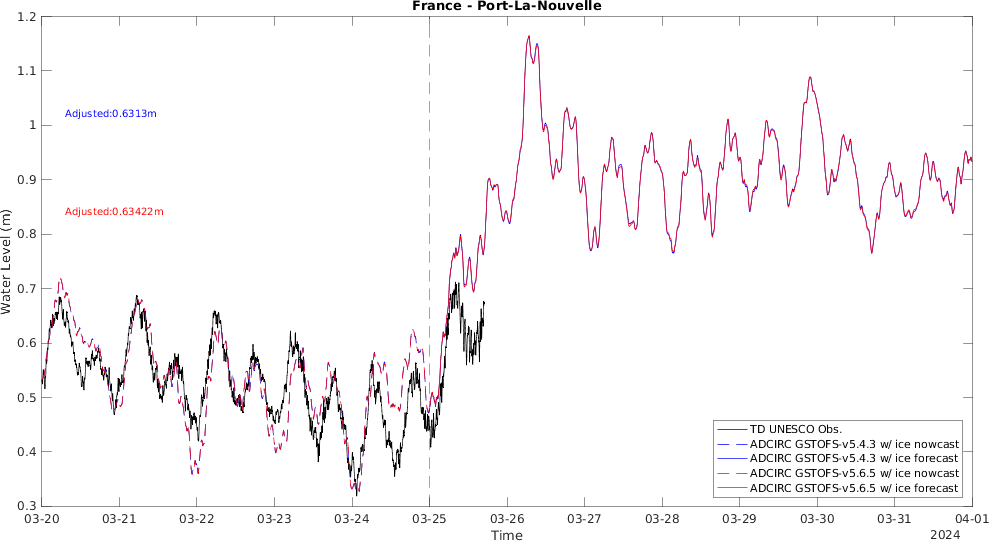 France - Port-La-Nouvelle
1.2
1.1
1
0.9
0.8
0.7
0.6
0.5
0.4
0.3
Water Level (m)
Adjusted:0.6313m
Adjusted:0.63422m
TD UNESCO Obs.
ADCIRC GSTOFS-v5.4.3 w/ ice nowcast
ADCIRC GSTOFS-v5.4.3 w/ ice forecast
ADCIRC GSTOFS-v5.6.5 w/ ice nowcast
ADCIRC GSTOFS-v5.6.5 w/ ice forecast
03-20 03-21 03-22 03-23 03-24 03-25 03-26 03-27 03-28 03-29 03-30 03-31 04-01
Time
2024